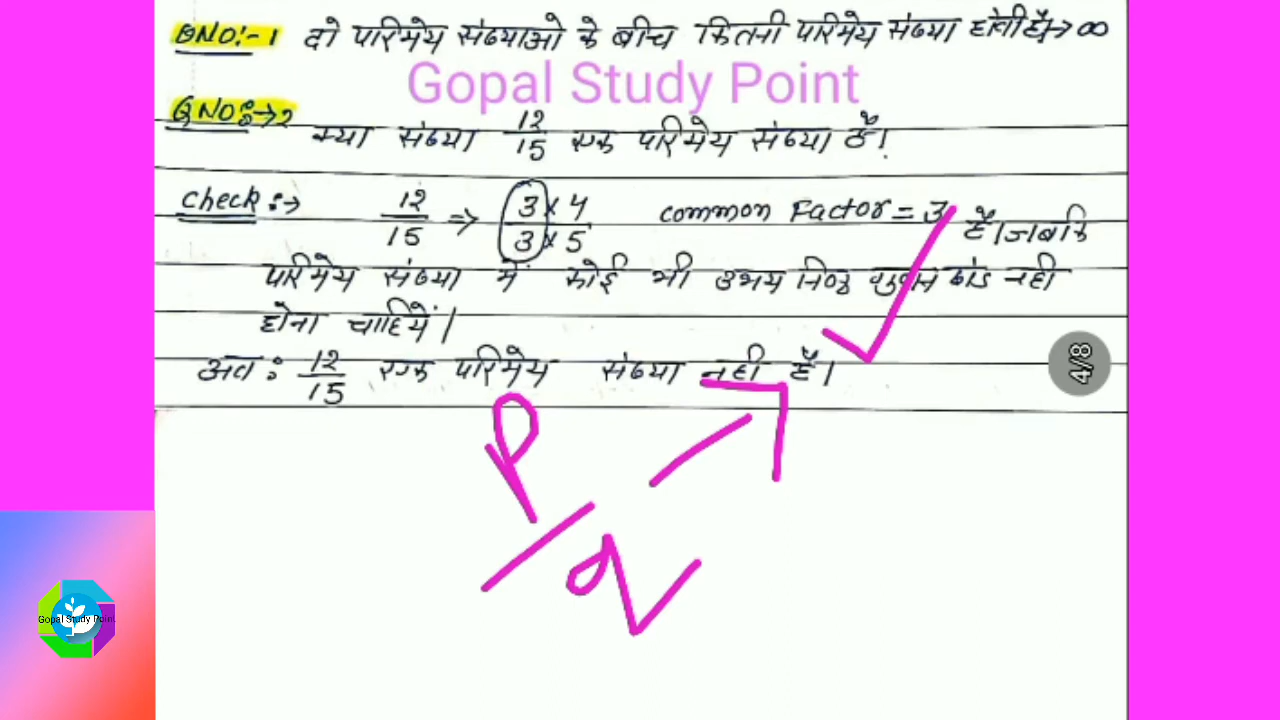 QNO:-1 दो परिमेय संख्याओ के बीच कितनी परिमेय संख्या होती है→ ∞
Gopal Study Point
QNO:→2
क्या संख्या 12/15 एक परिमेय संख्या है।
Check:→ 12/15 ⇒ 3×4/3×5 common Factor = 3 है।जबकि
परिमेय संख्या में कोई भी उभय निष्ठ गुणन खंड नही
होना चाहिये।
अतः 12/15 एक परिमेय संख्या नही है।
4/8
P/q
Gopal Study Point